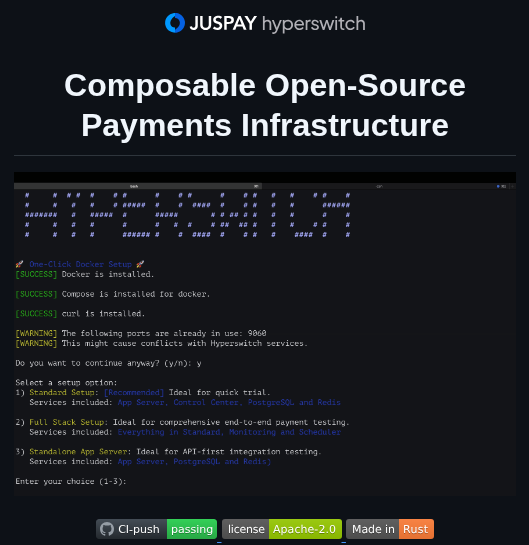 JUSPAY hyperswitch
Composable Open-Source
Payments Infrastructure
🚀 One-Click Docker Setup 🚀
[SUCCESS] Docker is installed.
[SUCCESS] Compose is installed for docker.
[SUCCESS] curl is installed.
[WARNING] The following ports are already in use: 9060
[WARNING] This might cause conflicts with Hyperswitch services.
Do you want to continue anyway? (y/n): y
Select a setup option:
1) Standard Setup: [Recommended] Ideal for quick trial.
Services included: App Server, Control Center, PostgreSQL and Redis
2) Full Stack Setup: Ideal for comprehensive end-to-end payment testing.
Services included: Everything in Standard, Monitoring and Scheduler
3) Standalone App Server: Ideal for API-first integration testing.
Services included: App Server, PostgreSQL and Redis)
Enter your choice (1-3):
CI-push passing license Apache-2.0 Made in Rust